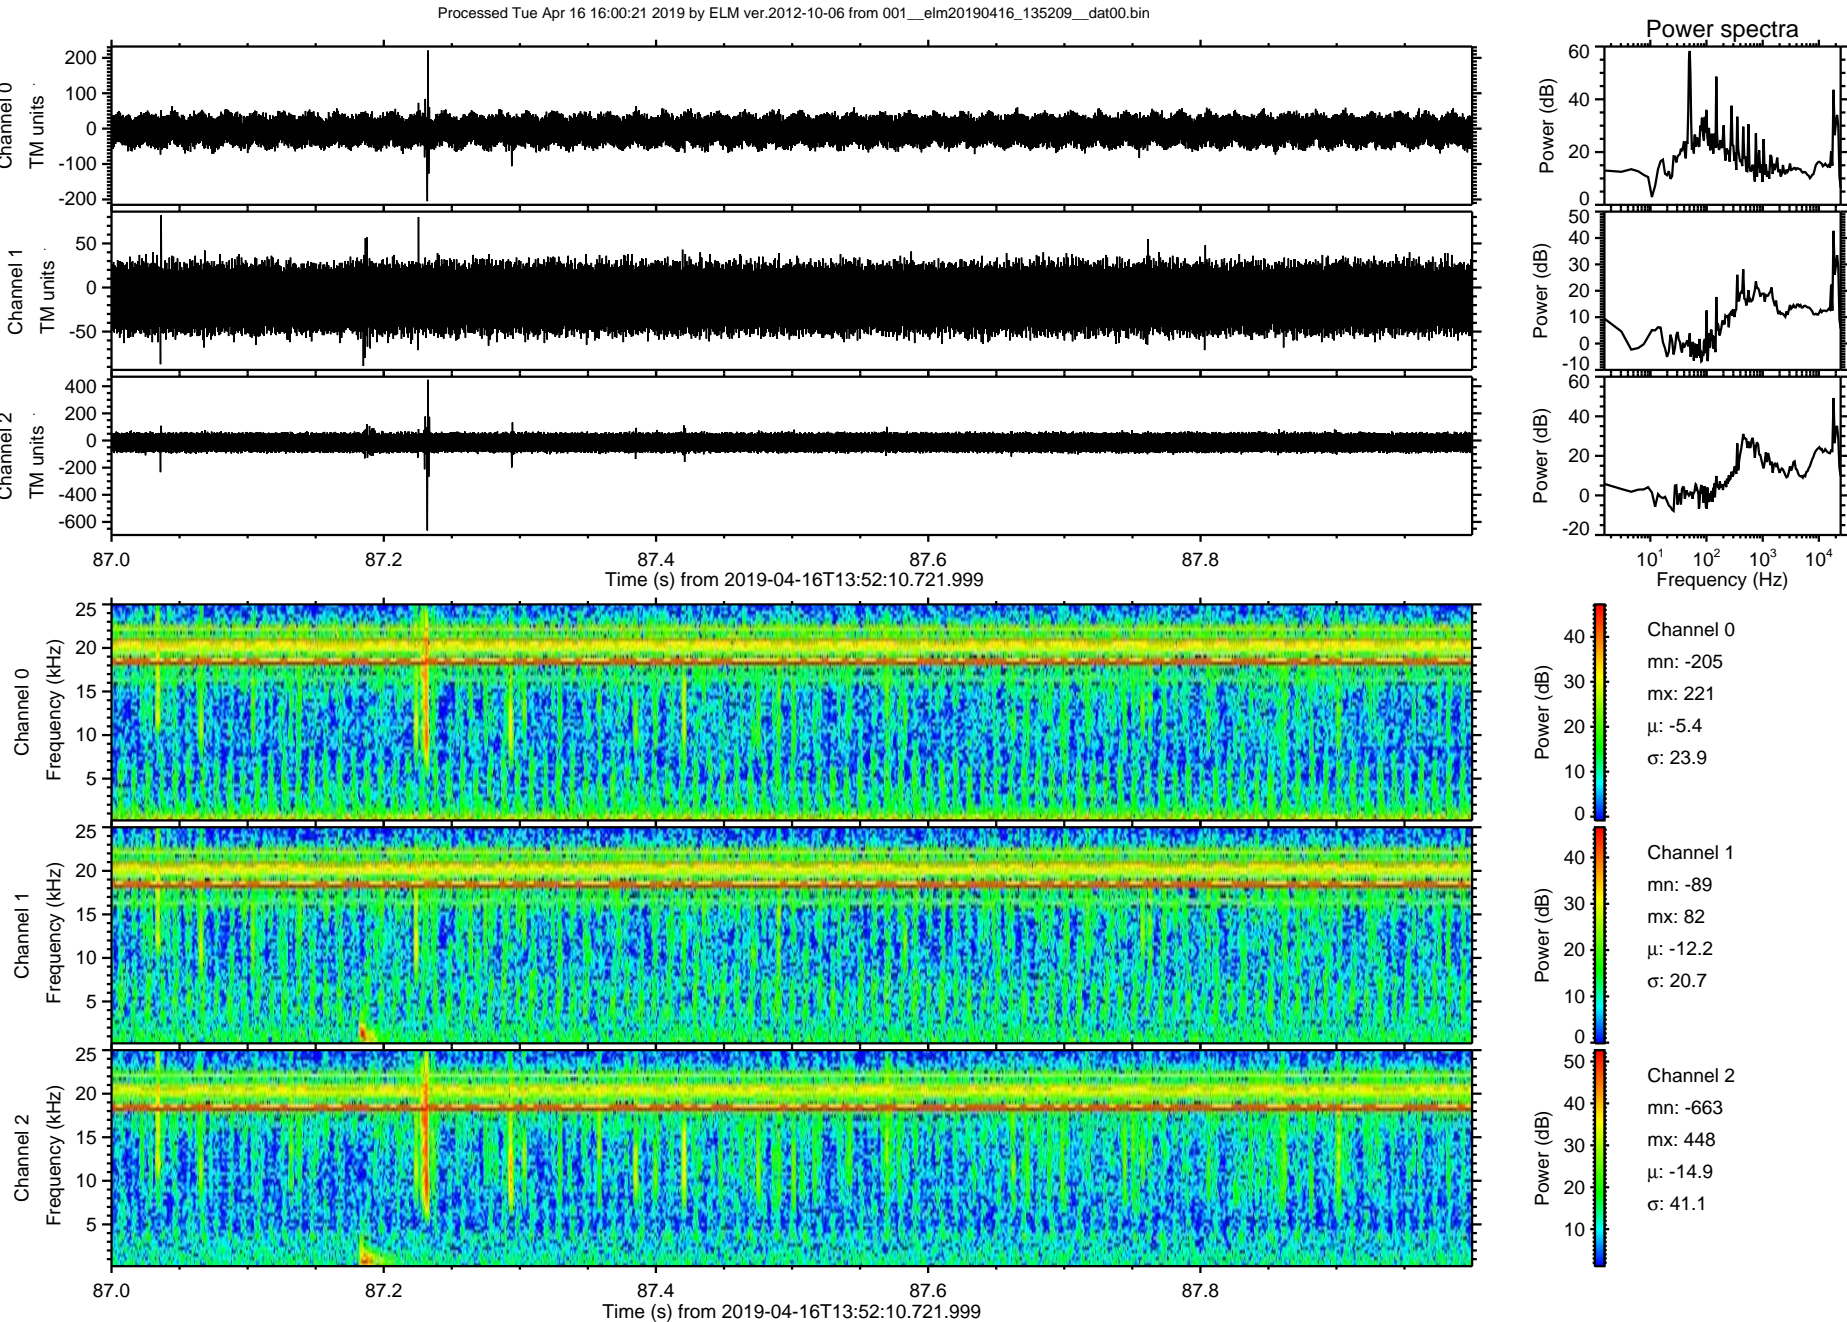 Processed Tue Apr 16 16:00:21 2019 by ELM ver.2012-10-06 from 001__elm20190416_135209__dat00.bin
Power spectra
Channel 0
TM units
200
100
0
-100
-200
Power (dB)
60
40
20
0
Channel 1
TM units
50
0
-50
Power (dB)
50
40
30
20
10
0
-10
Channel 2
TM units
400
200
0
-200
-400
-600
Power (dB)
60
40
20
0
-20
87.0 87.2 87.4 87.6 87.8
Time (s) from 2019-04-16T13:52:10.721.999
10^1 10^2 10^3 10^4
Frequency (Hz)
Channel 0
Frequency (kHz)
25
20
15
10
5
Power (dB)
40
30
20
10
0
Channel 0
mn: -205
mx: 221
μ: -5.4
σ: 23.9
Channel 1
Frequency (kHz)
25
20
15
10
5
Power (dB)
40
30
20
10
0
Channel 1
mn: -89
mx: 82
μ: -12.2
σ: 20.7
Channel 2
Frequency (kHz)
25
20
15
10
5
Power (dB)
50
40
30
20
10
Channel 2
mn: -663
mx: 448
μ: -14.9
σ: 41.1
87.0 87.2 87.4 87.6 87.8
Time (s) from 2019-04-16T13:52:10.721.999